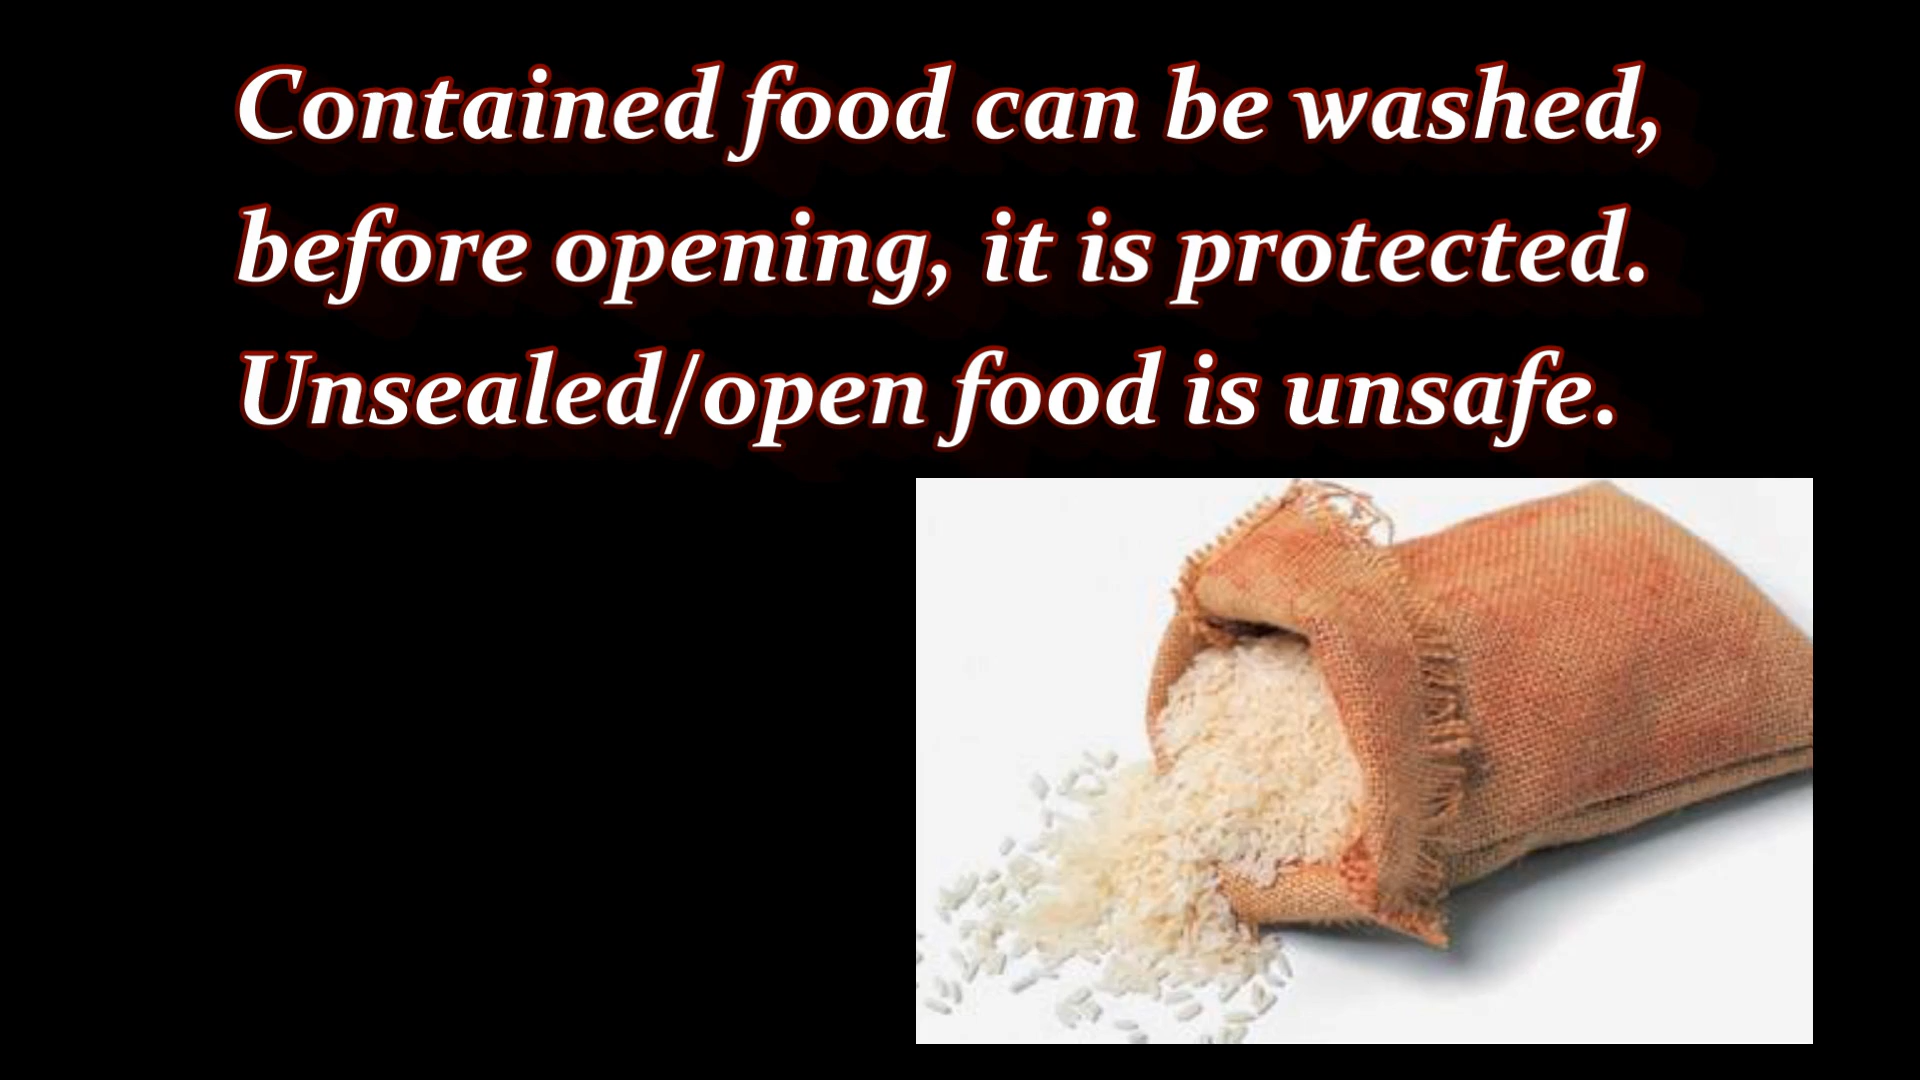 Contained food can be washed,
before opening, it is protected.
Unsealed/open food is unsafe.